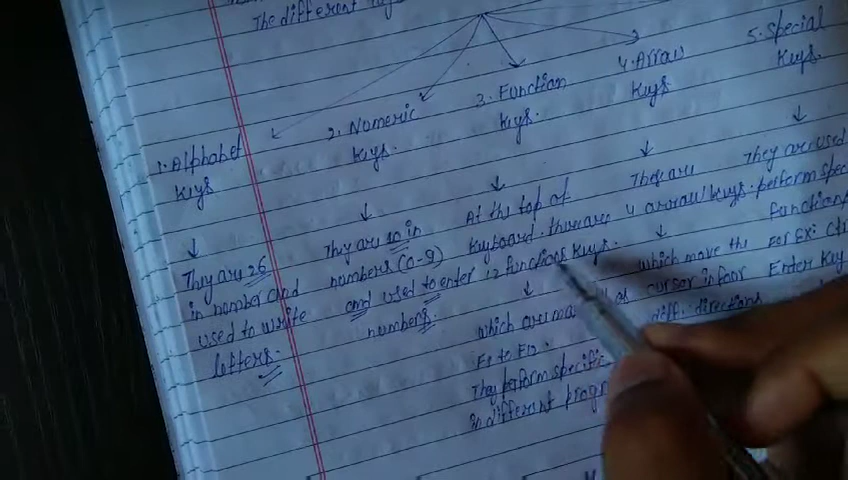 The different
1. Alphabet
Keys
↓
They are 26
in number and
used to write
letters.
2. Numeric
Keys.
↓
They are 10 in
numbers (0-9)
and used to enter
numbers.
3. Function
Keys.
↓
At the top of
Keyboard. there are
12 functions Keys.
↓
which are
F1 to F12.
They perform specific
in different
4. Arrow
Keys
↓
They are
4 arrow Keys.
↓
which move the
cursor in four
diff. directions
5. Special
Keys
↓
They are used
perform
functions
For Ex:
Enter Key